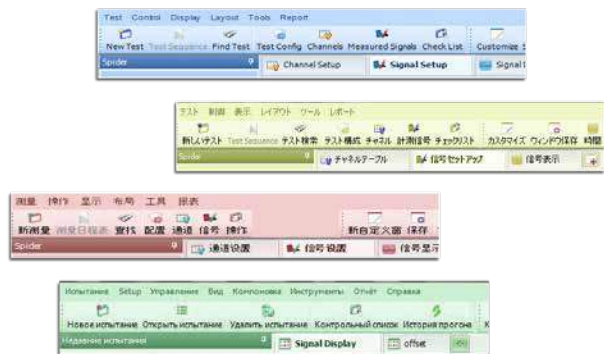 Test Control Display Layout Tools Report
New Test Test Sequence Find Test Test Config Channels Measured Signals Check List Customize
Spider Channel Setup Signal Setup Signal
テスト 制御 表示 レイアウト ツール レポート
新しいテスト Test Sequence テスト検索 テスト構成 チャネル 計測信号 チェックリスト カスタマイズ ウィンドウ保存 時間
Spider チャネルテーブル 信号セットアップ 信号表示
测量 操作 显示 布局 工具 报表
新测量 测量日程表 查找 配置 通道 信号 操作 新自定义窗 保存
Spider 通道设置 信号设置 信号显示
Испытание Setup Управление Вид Компоновка Инструменты Отчёт Справка
Новое испытание Открыть испытание Удалить испытание Контрольный список История прогона К
Недавние испытания Signal Display offset